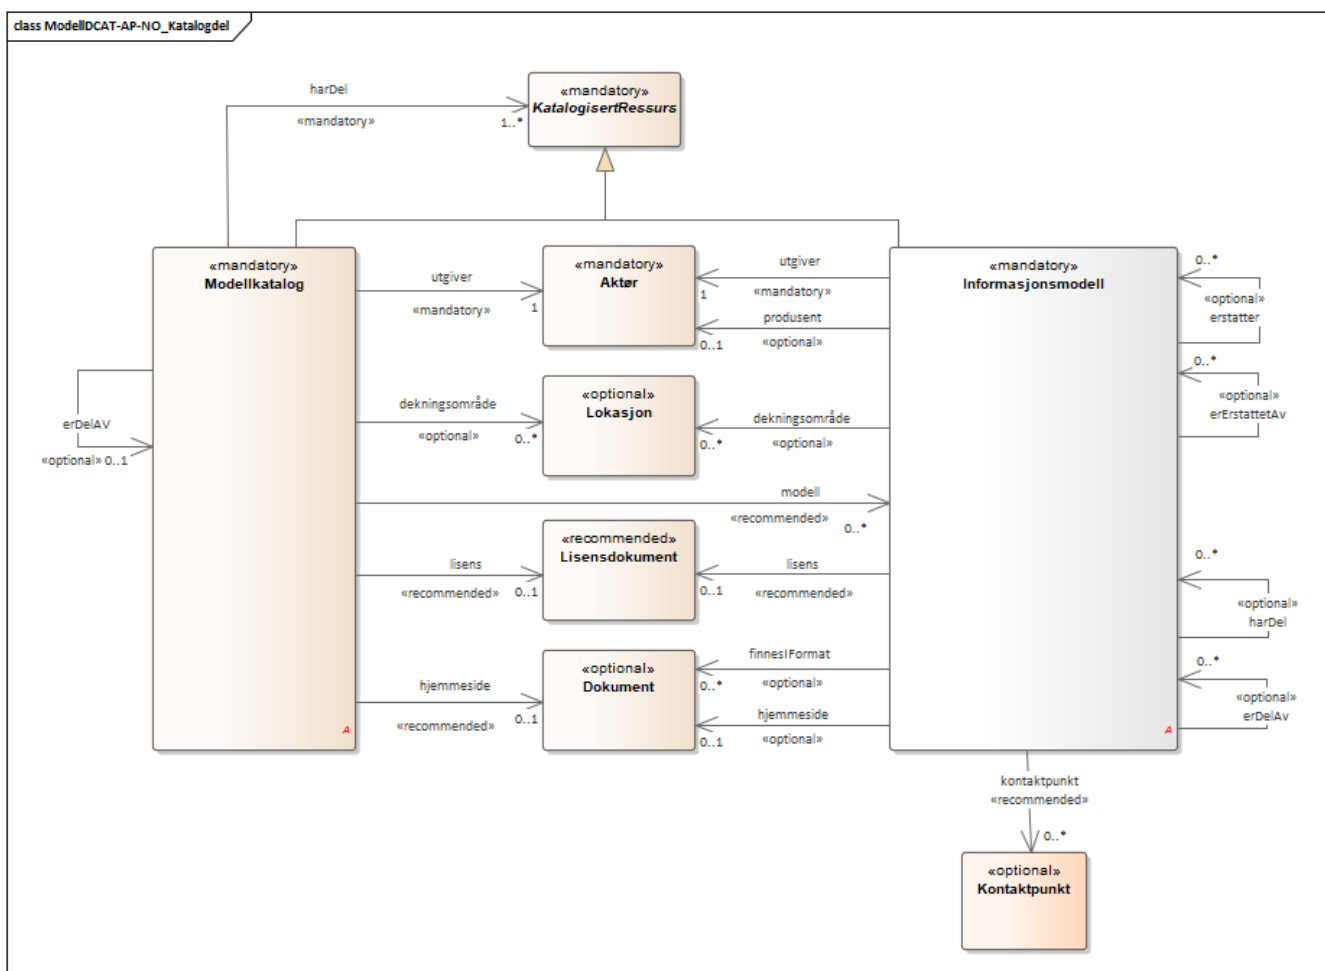 class ModellDCAT-AP-NO_Katalogdel
«mandatory»
KatalogisertRessurs
harDel
«mandatory»
1..*
«mandatory»
Modellkatalog
«mandatory»
Aktør
«mandatory»
Informasjonsmodell
utgiver
«mandatory»
1
utgiver
1
«mandatory»
produsent
0..1
«optional»
0..*
«optional»
erstatter
0..*
«optional»
erErstattetAv
erDelAV
«optional» 0..1
«optional»
Lokasjon
dekningsområde
«optional»
0..*
dekningsområde
0..*
«optional»
modell
«recommended»
0..*
«recommended»
Lisensdokument
lisens
«recommended»
0..1
lisens
0..1
«recommended»
0..*
«optional»
harDel
«optional»
Dokument
hjemmeside
«recommended»
0..1
finnesIFormat
0..*
«optional»
hjemmeside
0..1
«optional»
0..*
«optional»
erDelAv
A
A
kontaktpunkt
«recommended»
0..*
«optional»
Kontaktpunkt